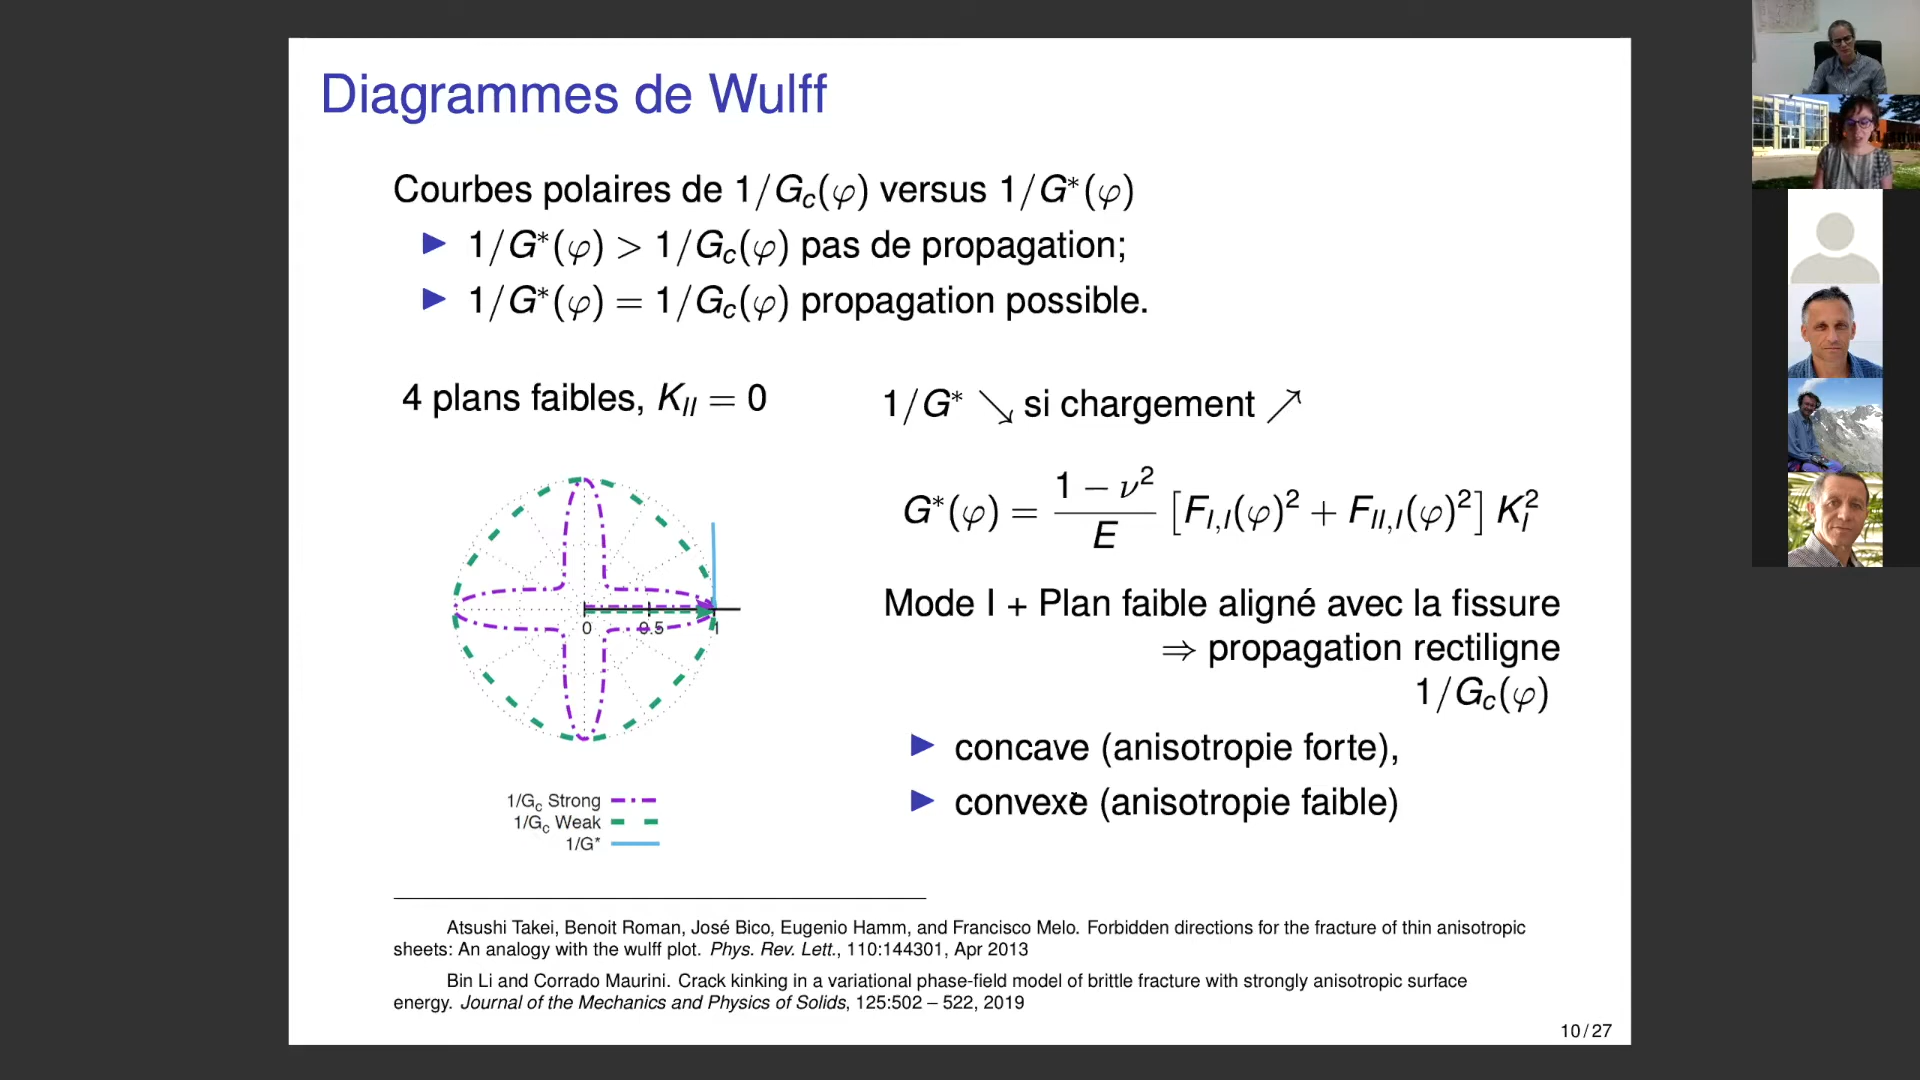 Diagrammes de Wulff
Courbes polaires de 1/G_c(φ) versus 1/G*(φ)
▶ 1/G*(φ) > 1/G_c(φ) pas de propagation;
▶ 1/G*(φ) = 1/G_c(φ) propagation possible.
4 plans faibles, K_II = 0
0 0.5 1
1/G_c Strong
1/G_c Weak
1/G*
1/G* ↘ si chargement ↗
G*(φ) = (1 − ν²)/E [F_I,I(φ)² + F_II,I(φ)²] K_I²
Mode I + Plan faible aligné avec la fissure
⇒ propagation rectiligne
1/G_c(φ)
▶ concave (anisotropie forte),
▶ convexe (anisotropie faible)
Atsushi Takei, Benoit Roman, José Bico, Eugenio Hamm, and Francisco Melo. Forbidden directions for the fracture of thin anisotropic
sheets: An analogy with the wulff plot. Phys. Rev. Lett., 110:144301, Apr 2013
Bin Li and Corrado Maurini. Crack kinking in a variational phase-field model of brittle fracture with strongly anisotropic surface
energy. Journal of the Mechanics and Physics of Solids, 125:502 – 522, 2019
10 / 27